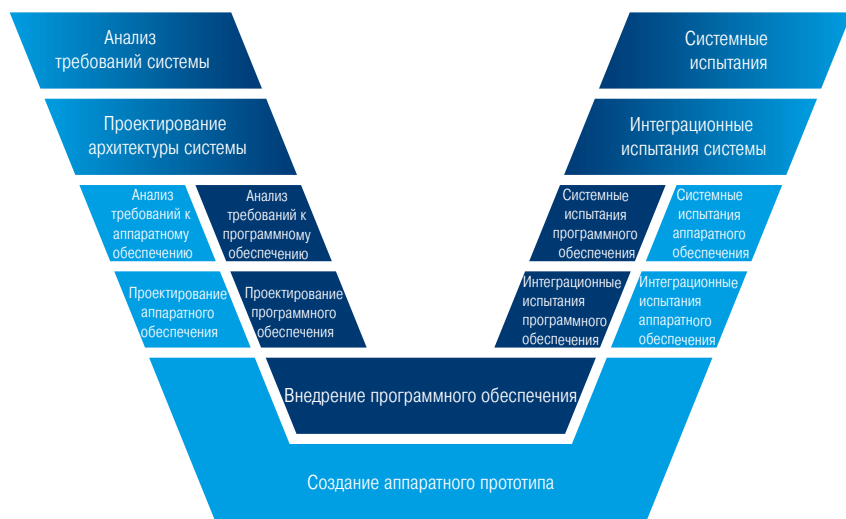 Анализ
требований системы
Системные
испытания
Проектирование
архитектуры системы
Интеграционные
испытания системы
Анализ
требований к
аппаратному
обеспечению
Анализ
требований к
программному
обеспечению
Системные
испытания
программного
обеспечения
Системные
испытания
аппаратного
обеспечения
Проектирование
аппаратного
обеспечения
Проектирование
программного
обеспечения
Интеграционные
испытания
программного
обеспечения
Интеграционные
испытания
аппаратного
обеспечения
Внедрение программного обеспечения
Создание аппаратного прототипа